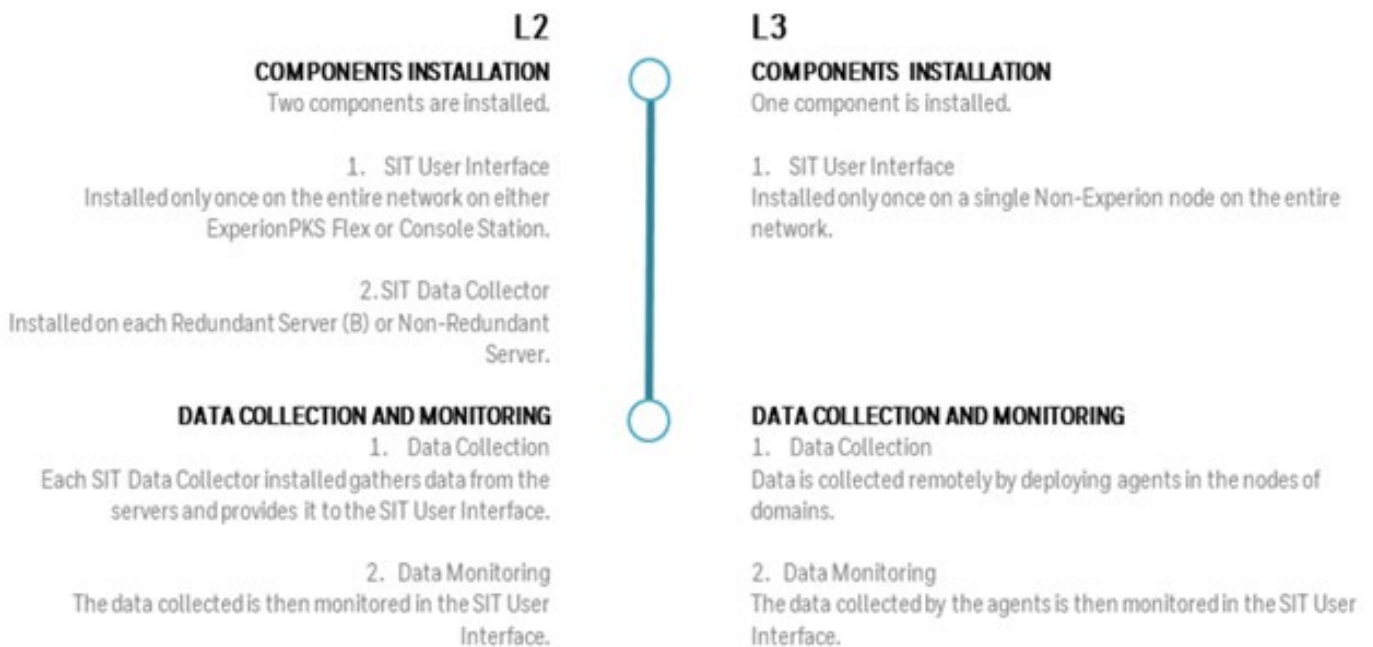 L2
COMPONENTS INSTALLATION
Two components are installed.
1. SIT User Interface
Installed only once on the entire network on either
ExperionPKS Flex or Console Station.
2. SIT Data Collector
Installed on each Redundant Server (B) or Non-Redundant
Server.
DATA COLLECTION AND MONITORING
1. Data Collection
Each SIT Data Collector installed gathers data from the
servers and provides it to the SIT User Interface.
2. Data Monitoring
The data collected is then monitored in the SIT User
Interface.
L3
COMPONENTS INSTALLATION
One component is installed.
1. SIT User Interface
Installed only once on a single Non-Experion node on the entire
network.
DATA COLLECTION AND MONITORING
1. Data Collection
Data is collected remotely by deploying agents in the nodes of
domains.
2. Data Monitoring
The data collected by the agents is then monitored in the SIT User
Interface.